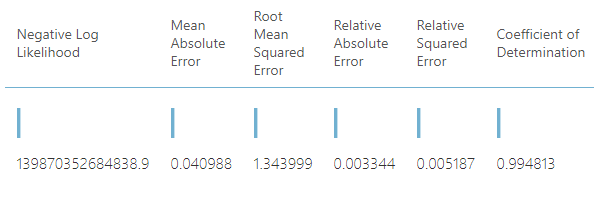 Negative Log
Likelihood
Mean
Absolute
Error
Root
Mean
Squared
Error
Relative
Absolute
Error
Relative
Squared
Error
Coefficient of
Determination
139870352684838.9 0.040988 1.343999 0.003344 0.005187 0.994813